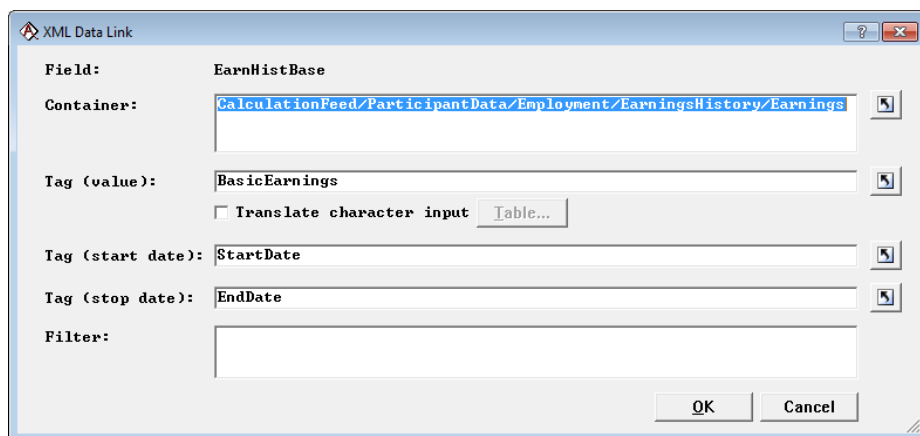 XML Data Link
Field: EarnHistBase
Container: CalculationFeed/ParticipantData/Employment/EarningsHistory/Earnings
Tag (value): BasicEarnings
Translate character input Table...
Tag (start date): StartDate
Tag (stop date): EndDate
Filter:
OK Cancel